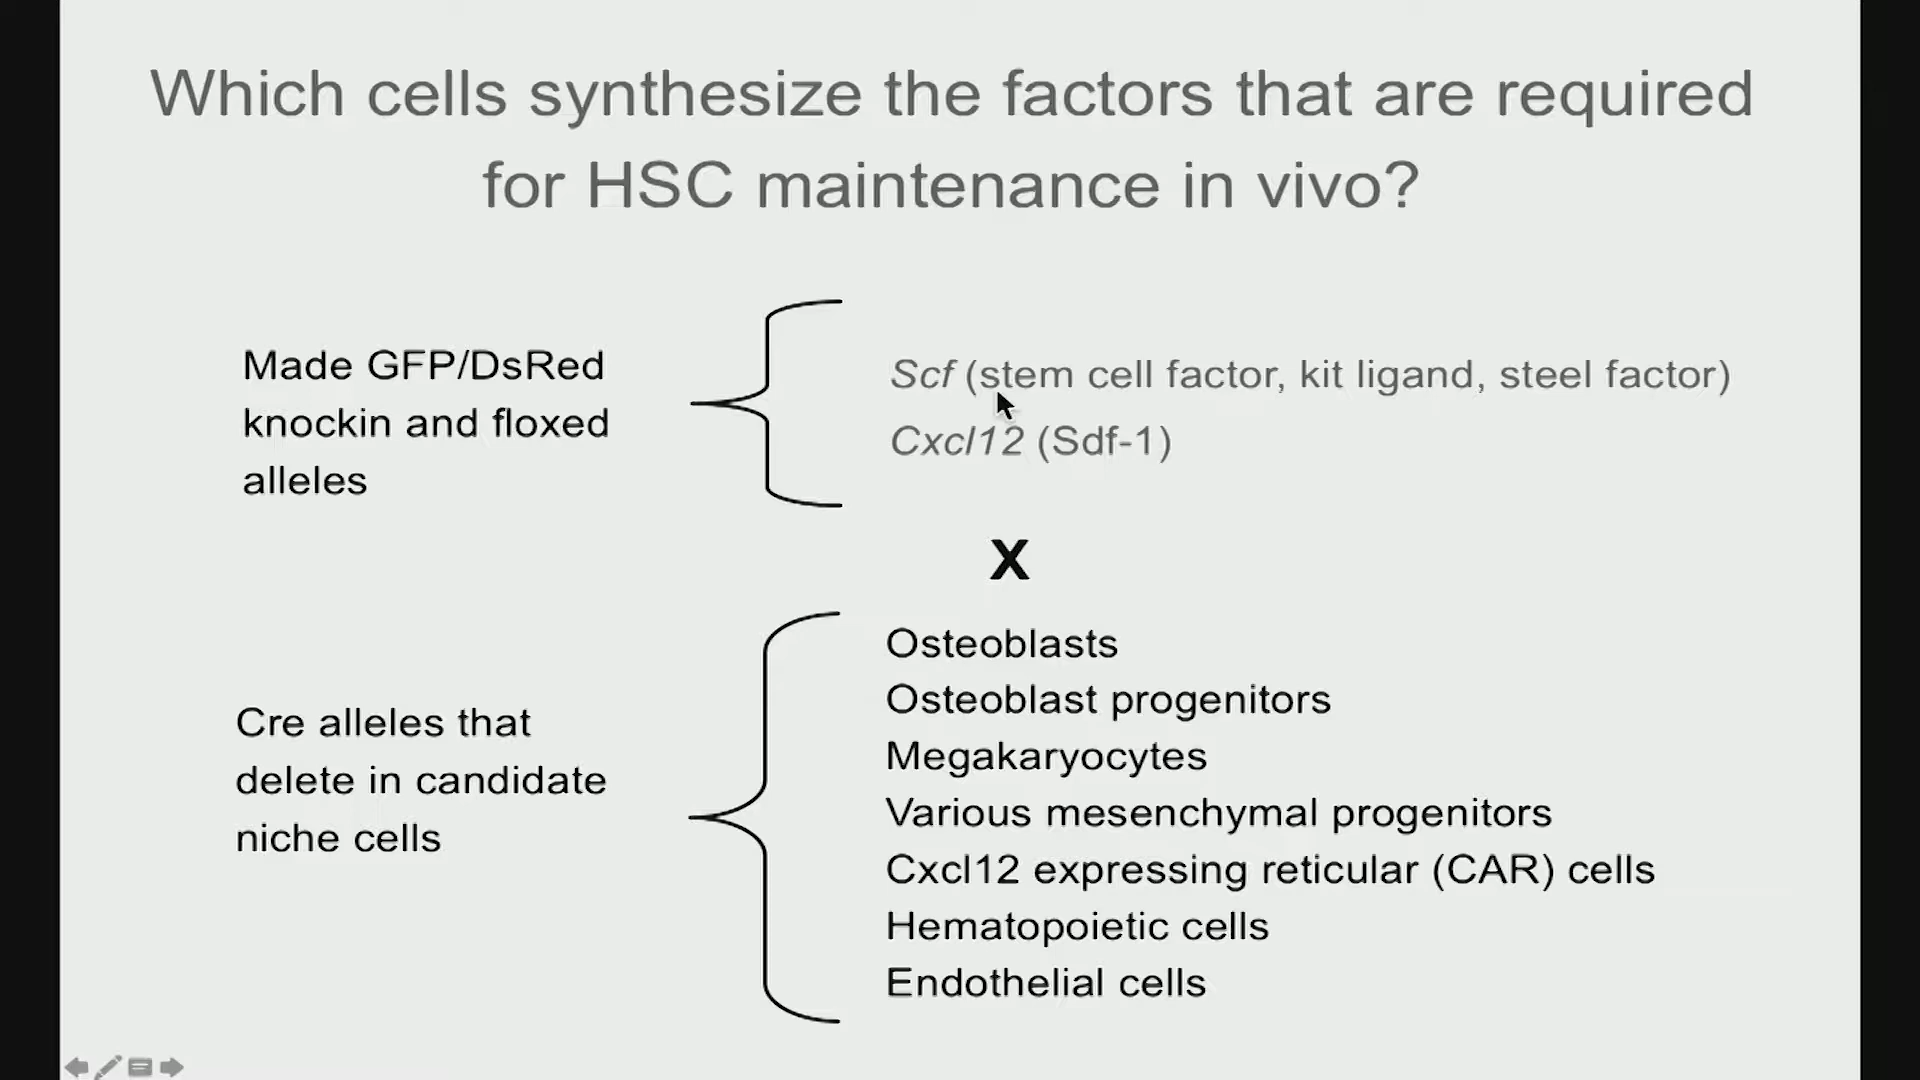 Which cells synthesize the factors that are required
for HSC maintenance in vivo?
Made GFP/DsRed
knockin and floxed
alleles
Scf (stem cell factor, kit ligand, steel factor)
Cxcl12 (Sdf-1)
X
Cre alleles that
delete in candidate
niche cells
Osteoblasts
Osteoblast progenitors
Megakaryocytes
Various mesenchymal progenitors
Cxcl12 expressing reticular (CAR) cells
Hematopoietic cells
Endothelial cells